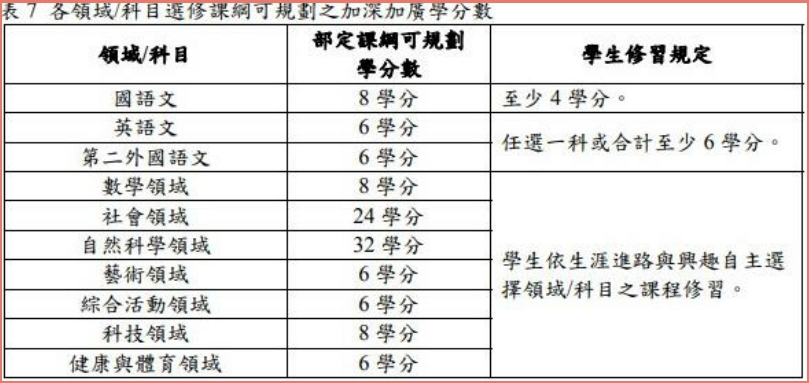 表 7 各領域/科目選修課綱可規劃之加深加廣學分數
領域/科目 部定課綱可規劃學分數 學生修習規定
國語文 8 學分 至少 4 學分。
英語文 6 學分 任選一科或合計至少 6 學分。
第二外國語文 6 學分
數學領域 8 學分 學生依生涯進路與興趣自主選
擇領域/科目之課程修習。
社會領域 24 學分
自然科學領域 32 學分
藝術領域 6 學分
綜合活動領域 6 學分
科技領域 8 學分
健康與體育領域 6 學分